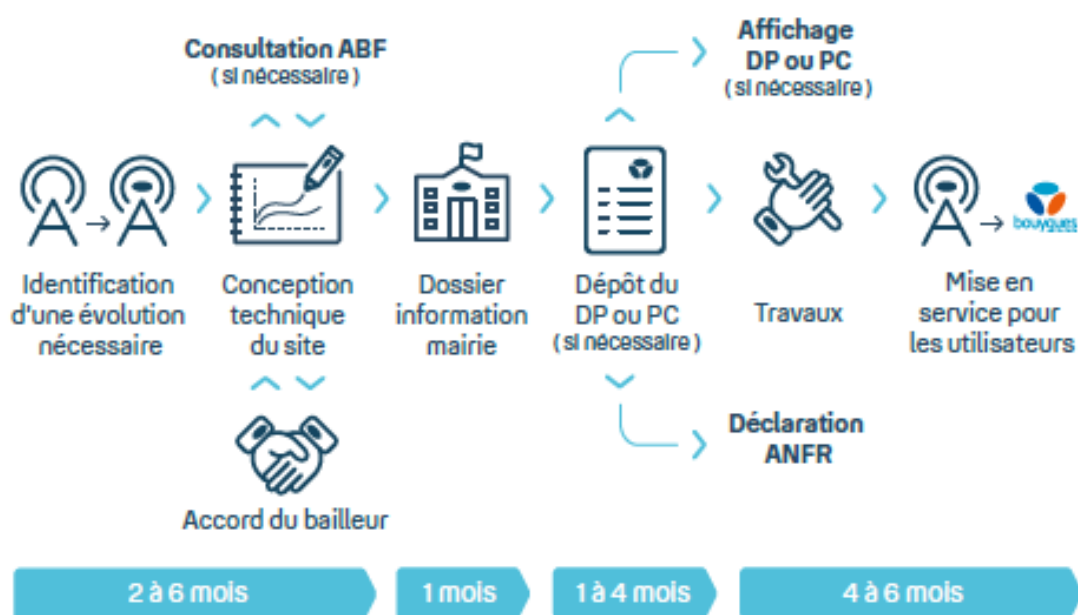 Consultation ABF
( si nécessaire )
Affichage
DP ou PC
( si nécessaire )
Identification
d'une évolution
nécessaire
Conception
technique
du site
Dossier
information
mairie
Dépôt du
DP ou PC
( si nécessaire )
Travaux
bouygues
Mise en
service pour
les utilisateurs
Accord du bailleur
Déclaration
ANFR
2 à 6 mois
1 mois
1 à 4 mois
4 à 6 mois